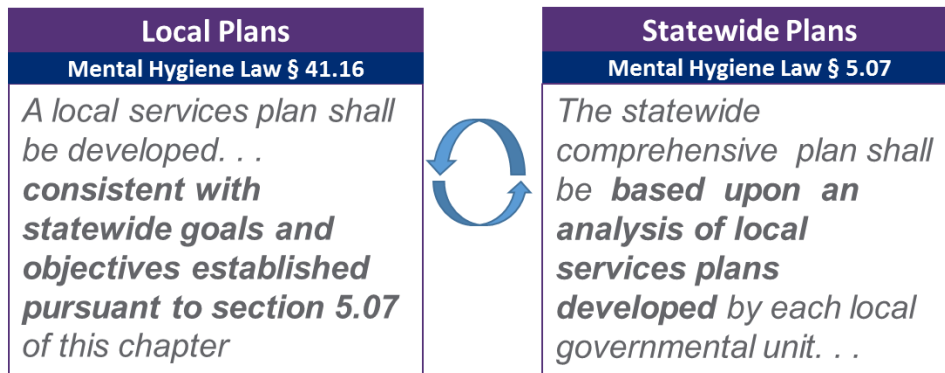 Local Plans
Mental Hygiene Law § 41.16
A local services plan shall
be developed. . .
consistent with
statewide goals and
objectives established
pursuant to section 5.07
of this chapter
Statewide Plans
Mental Hygiene Law § 5.07
The statewide
comprehensive plan shall
be based upon an
analysis of local
services plans
developed by each local
governmental unit. . .